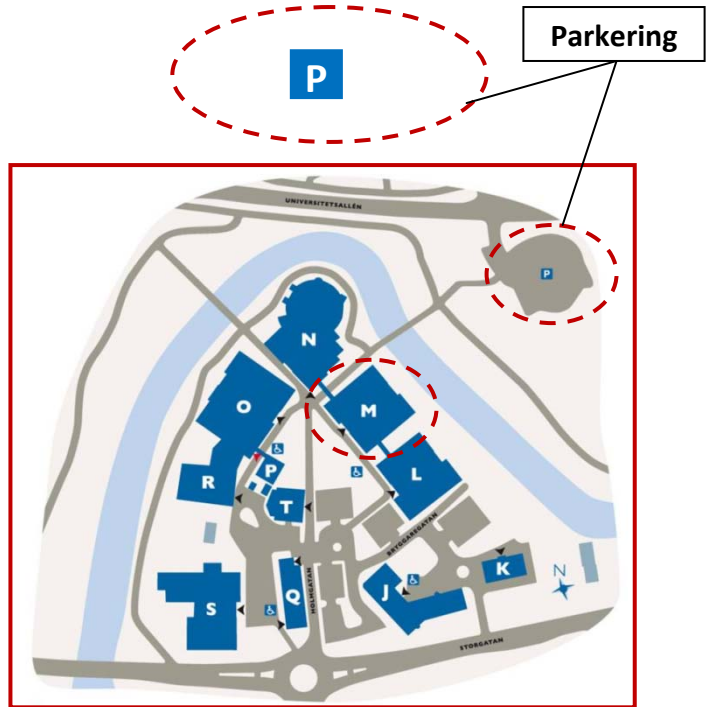 Parkering
P
UNIVERSITETSALLÉN
P
N
M
O
L
P
R
T
BRYGGAREGATAN
K
N
J
Q
HOLMGATAN
S
STORGATAN